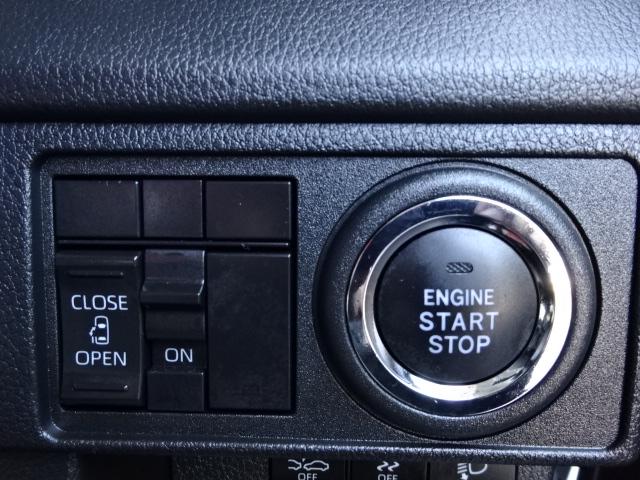 CLOSE
OPEN
ON
ENGINE
START
STOP
OFF
OFF